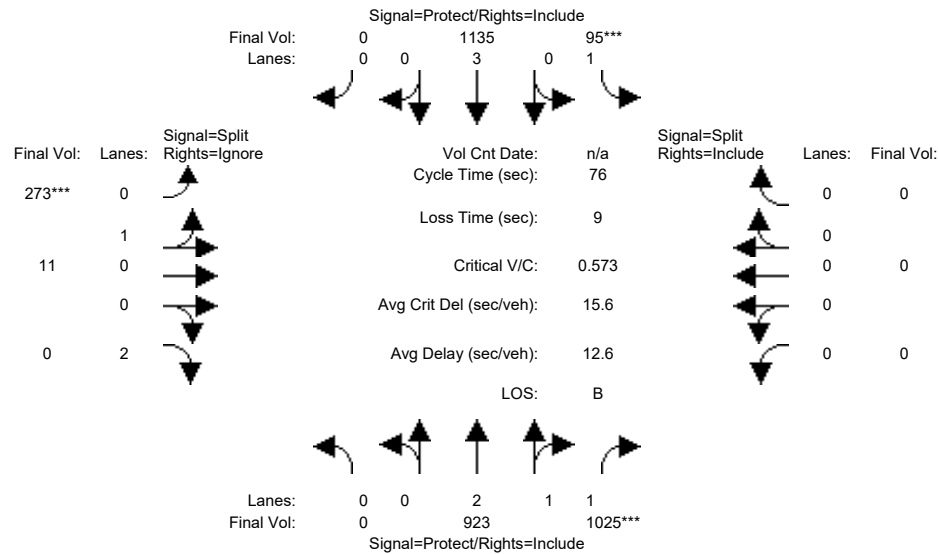 Signal=Protect/Rights=Include
Final Vol: 0 1135 95***
Lanes: 0 0 3 0 1
Signal=Split Signal=Split
Final Vol: Lanes: Rights=Ignore Vol Cnt Date: n/a Rights=Include Lanes: Final Vol:
Cycle Time (sec): 76
273*** 0 0 0
Loss Time (sec): 9
1 0
11 0 Critical V/C: 0.573 0 0
0 Avg Crit Del (sec/veh): 15.6 0
0 2 Avg Delay (sec/veh): 12.6 0 0
LOS: B
Lanes: 0 0 2 1 1
Final Vol: 0 923 1025***
Signal=Protect/Rights=Include